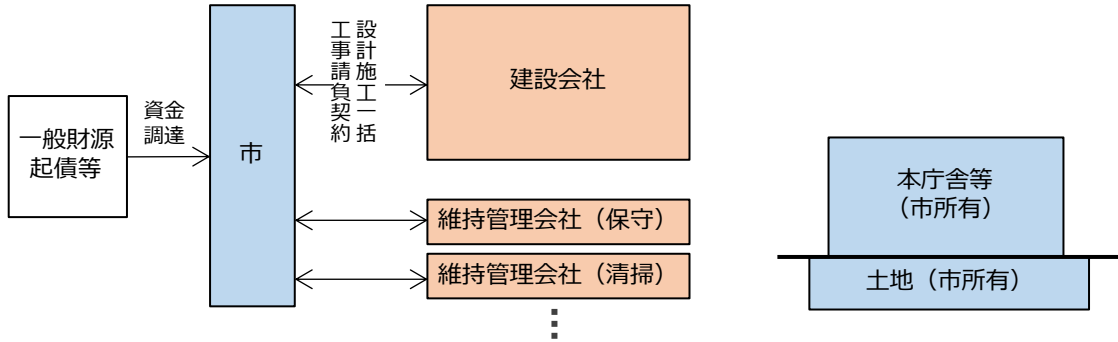 一般財源
起債等
資金
調達
市
設計施工一括
工事請負契約
建設会社
維持管理会社（保守）
維持管理会社（清掃）
本庁舎等
（市所有）
土地（市所有）